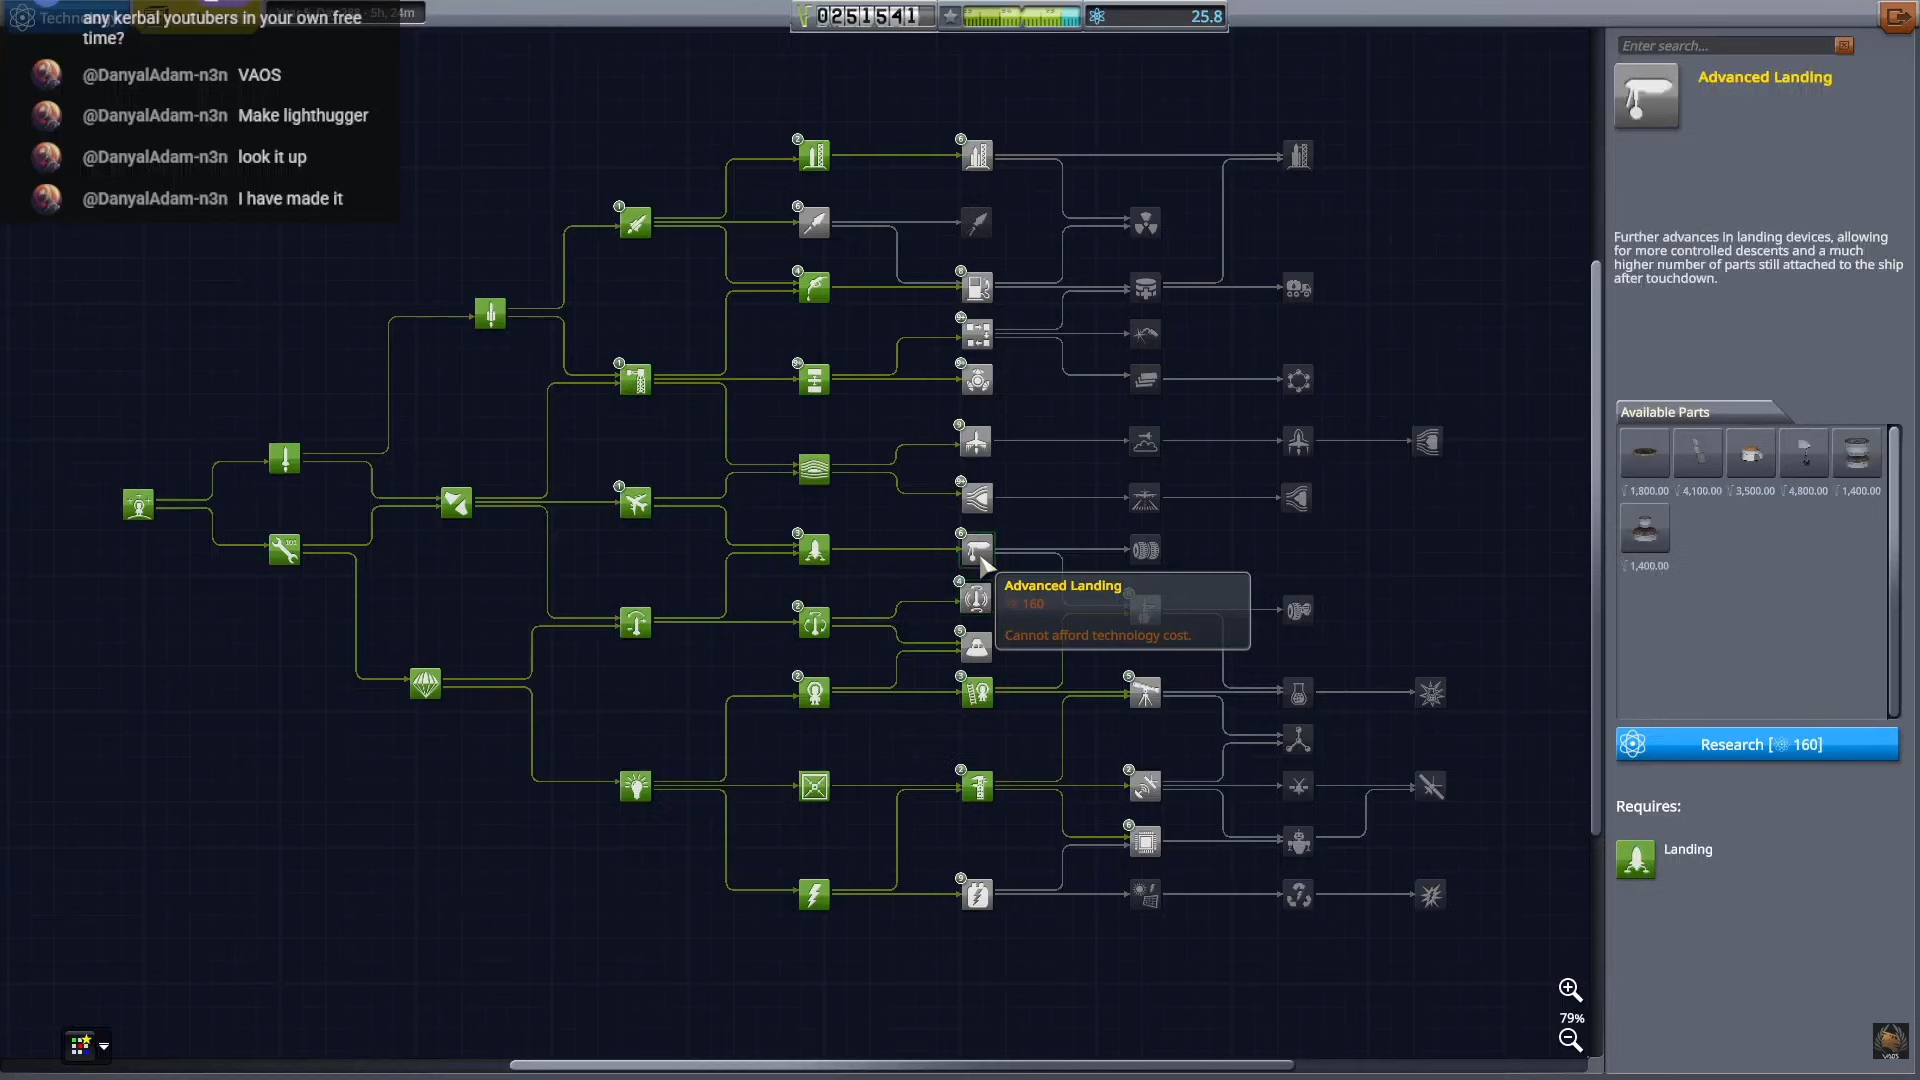 any kerbal youtubers in your own free
time?
@DanyalAdam-n3n VAOS
@DanyalAdam-n3n Make lighthugger
@DanyalAdam-n3n look it up
@DanyalAdam-n3n I have made it
0251541
25.8
Enter search...
Advanced Landing
Further advances in landing devices, allowing
for more controlled descents and a much
higher number of parts still attached to the ship
after touchdown.
Available Parts
1,800.00 4,100.00 3,500.00 4,800.00 1,400.00
1,400.00
Research [ 160]
Requires:
Landing
Advanced Landing
160
Cannot afford technology cost.
79%
VAOS